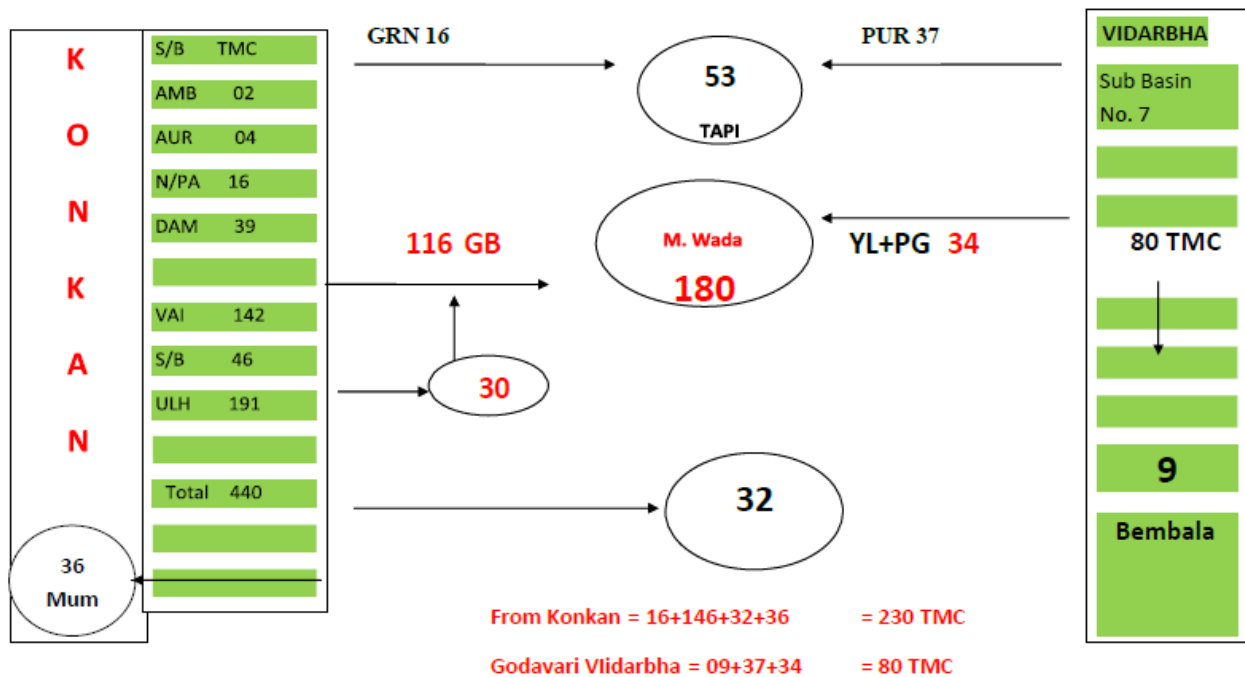 K
O
N
K
A
N
36
Mum
S/B TMC
AMB 02
AUR 04
N/PA 16
DAM 39
VAI 142
S/B 46
ULH 191
Total 440
GRN 16
PUR 37
53
TAPI
116 GB
M. Wada
180
YL+PG 34
30
32
VIDARBHA
Sub Basin
No. 7
80 TMC
9
Bembala
From Konkan = 16+146+32+36 = 230 TMC
Godavari VIidarbha = 09+37+34 = 80 TMC